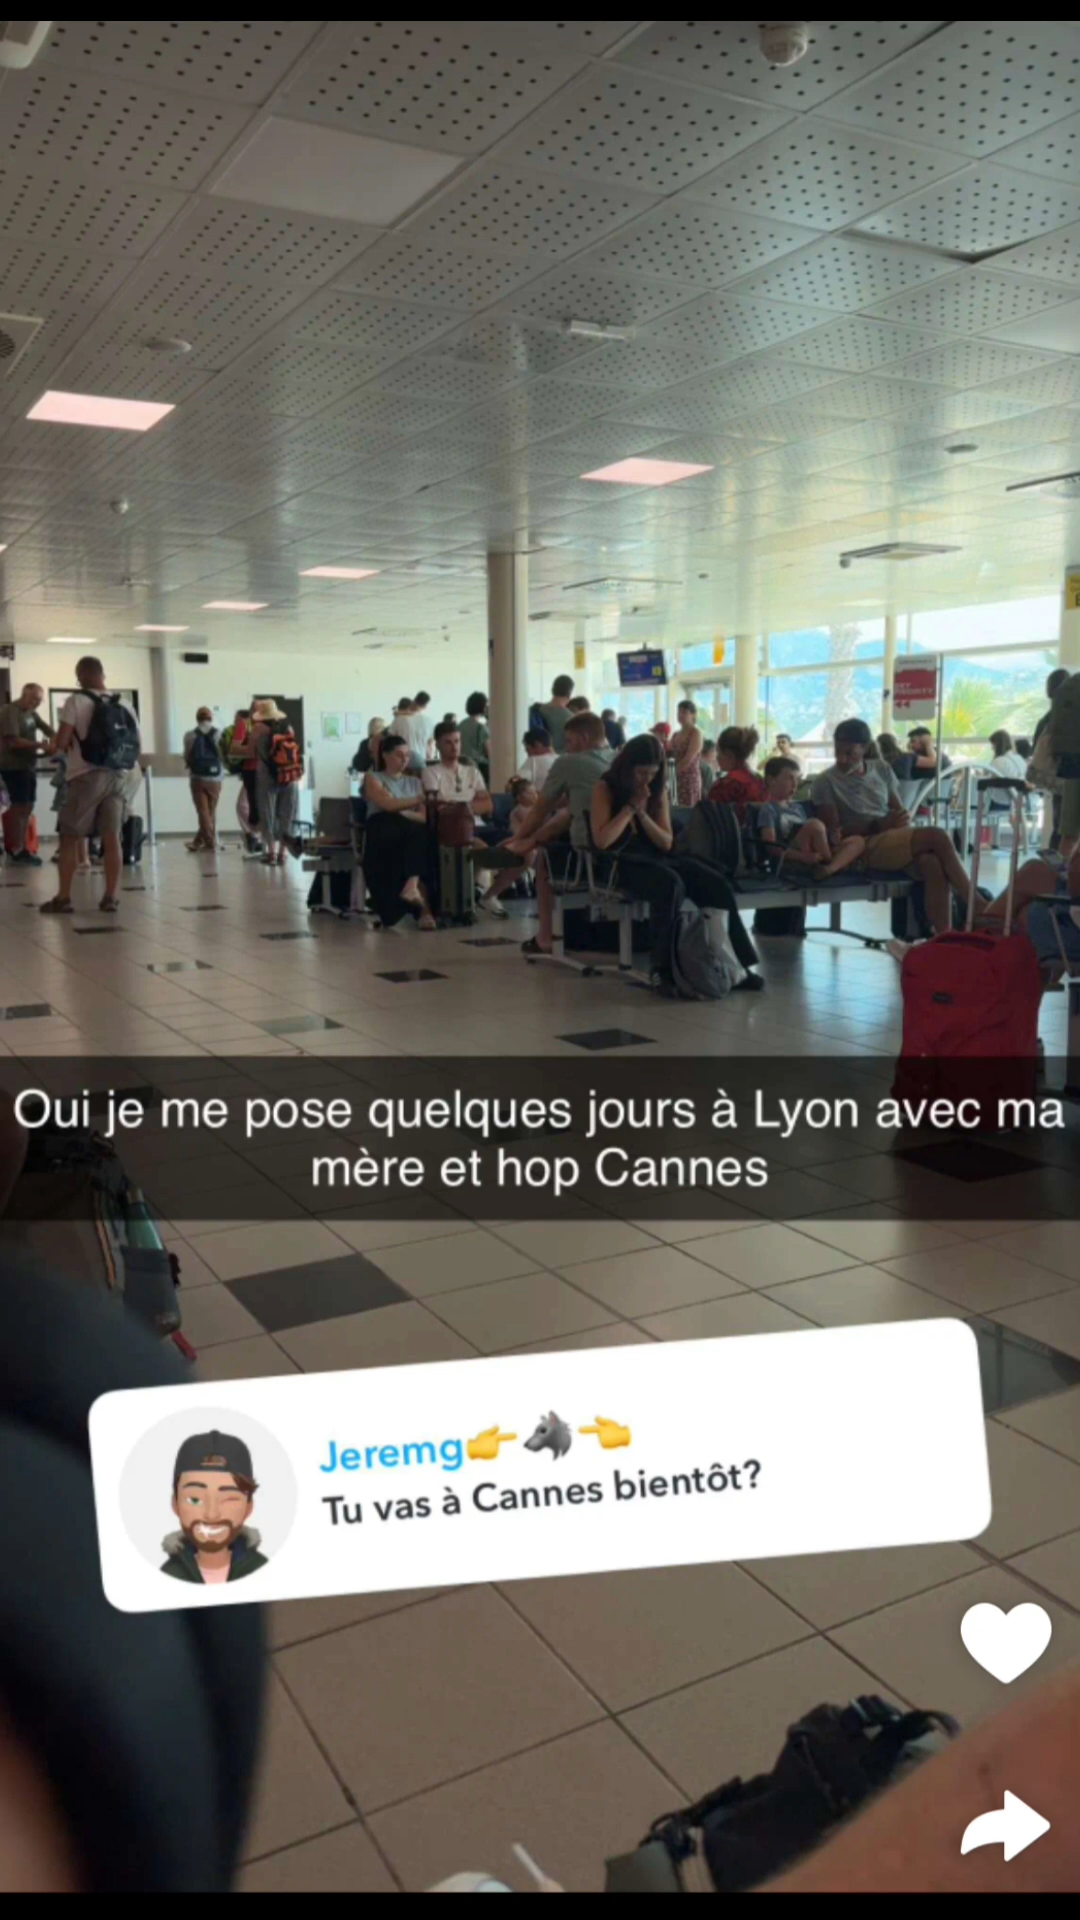 Oui je me pose quelques jours à Lyon avec ma
mère et hop Cannes
Jeremg👉🐺👈
Tu vas à Cannes bientôt?